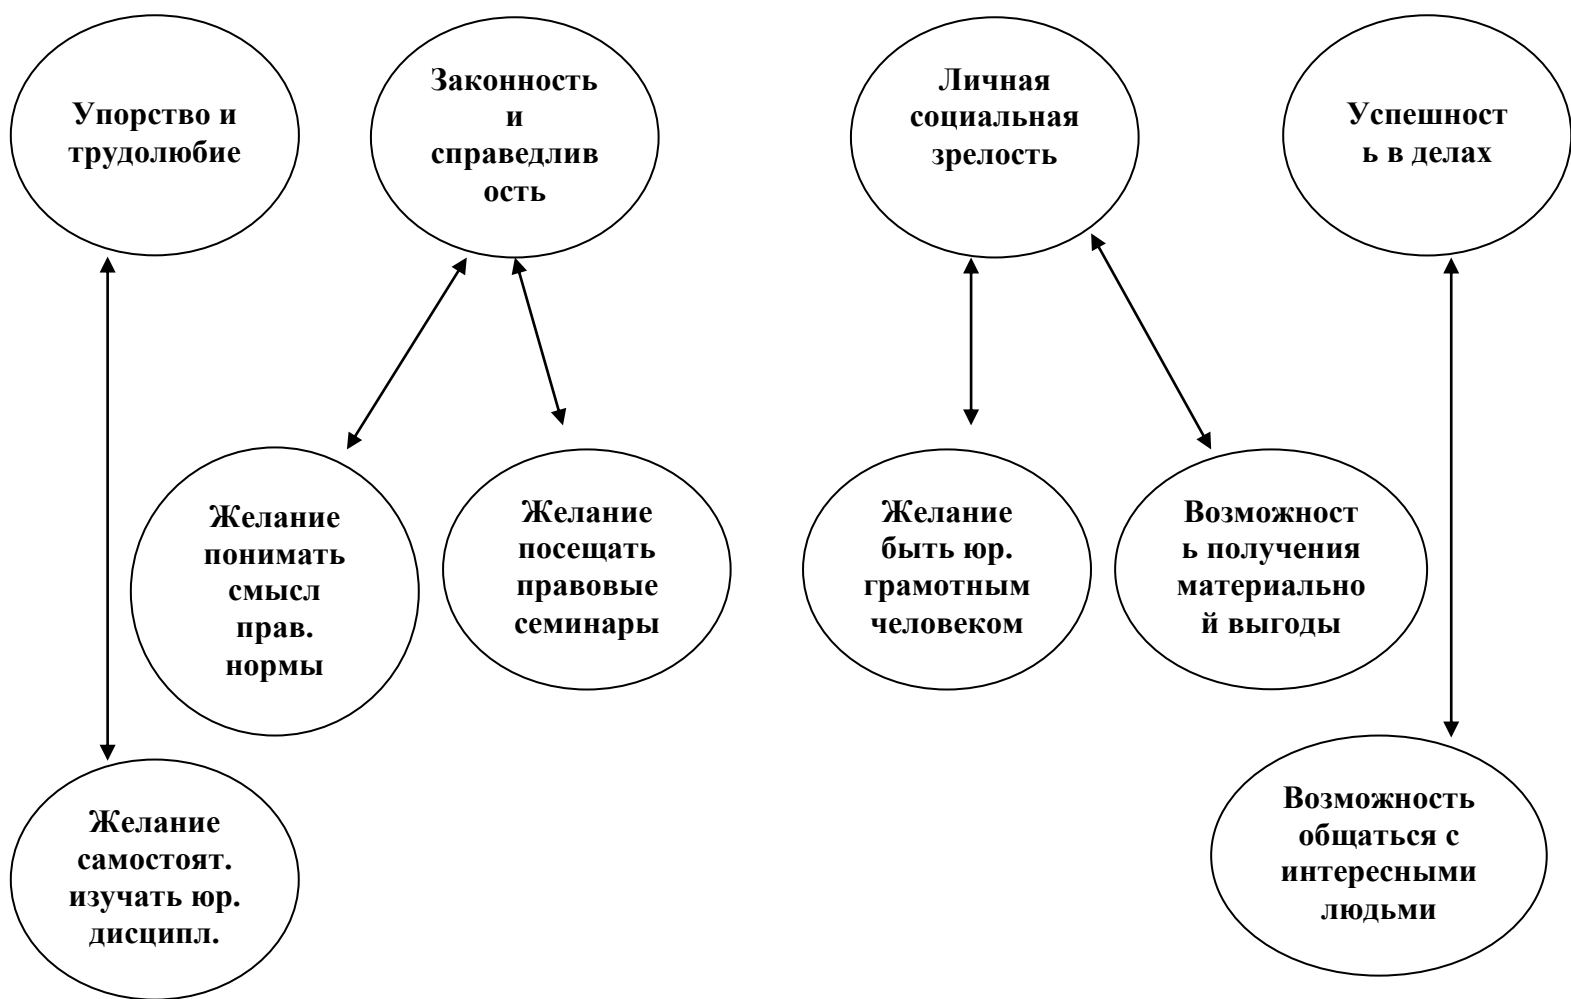 Упорство и
трудолюбие
Законность
и
справедлив
ость
Личная
социальная
зрелость
Успешност
ь в делах
Желание
понимать
смысл
прав.
нормы
Желание
посещать
правовые
семинары
Желание
быть юр.
грамотным
человеком
Возможност
ь получения
материально
й выгоды
Желание
самостоят.
изучать юр.
дисципл.
Возможность
общаться с
интересными
людьми